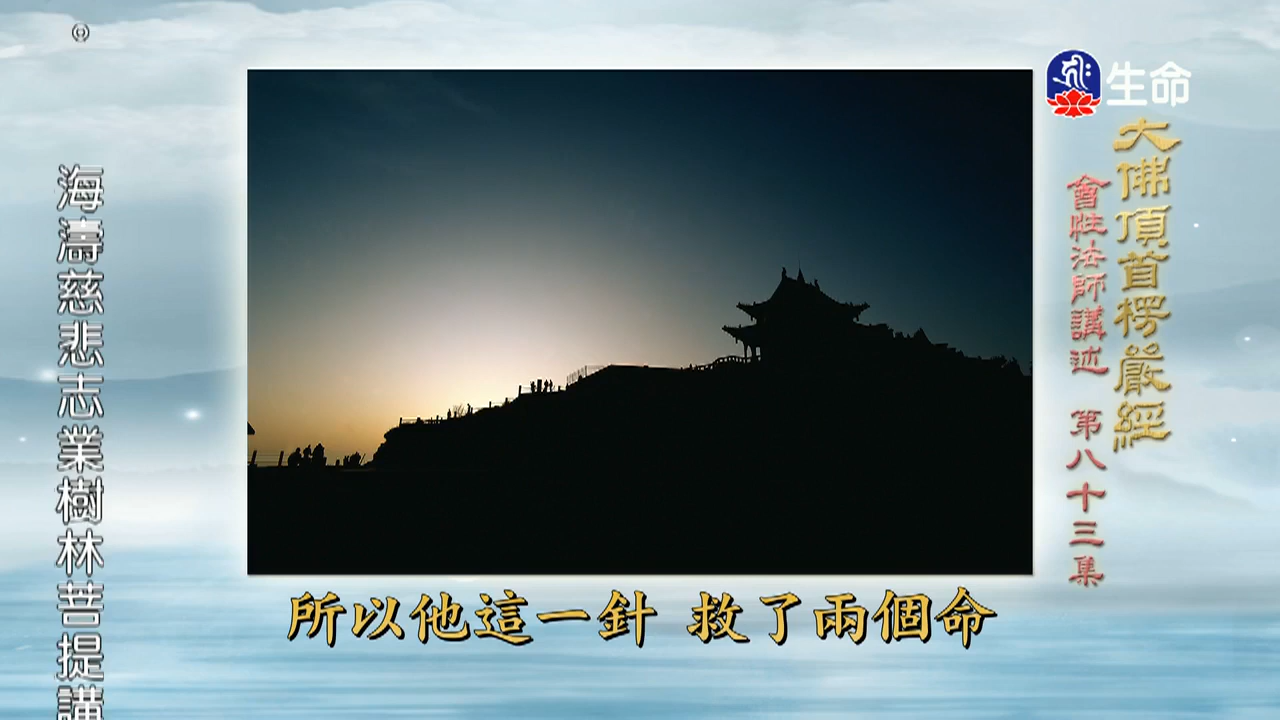 生命
大佛頂首楞嚴經
會性法師講述 第八十三集
海濤慈悲志業樹林菩提講
所以他這一針 救了兩個命